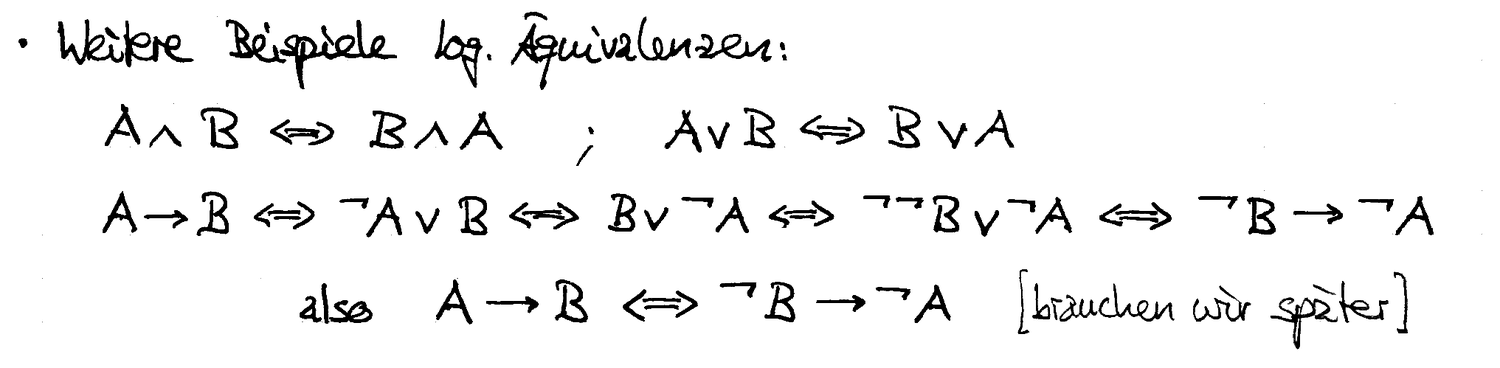 • Weitere Beispiele log. Äquivalenzen:
A ∧ B ⇔ B ∧ A ; A ∨ B ⇔ B ∨ A
A → B ⇔ ¬A ∨ B ⇔ B ∨ ¬A ⇔ ¬¬B ∨ ¬A ⇔ ¬B → ¬A
also A → B ⇔ ¬B → ¬A [brauchen wir später]